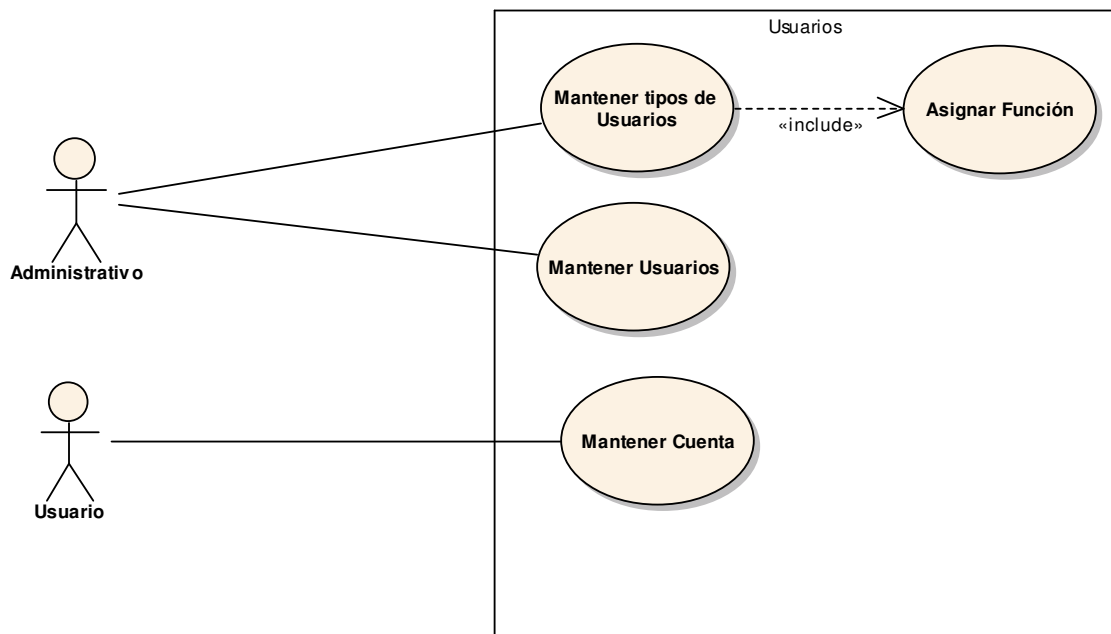 Usuarios
Mantener tipos de
Usuarios
«include»
Asignar Función
Administrativo
Mantener Usuarios
Usuario
Mantener Cuenta